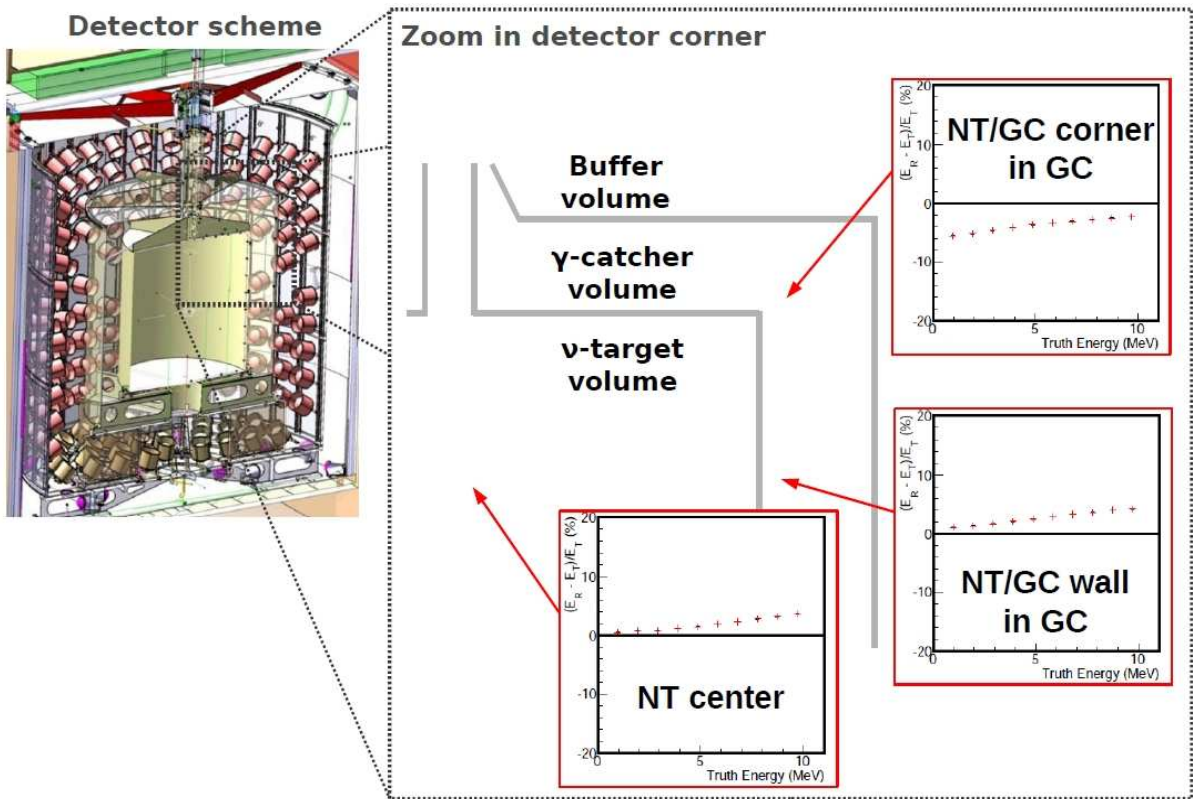 Detector scheme
Zoom in detector corner
Buffer
volume
γ-catcher
volume
ν-target
volume
(E_R - E_T)/E_T (%)
20
10
0
-10
-20
NT/GC corner
in GC
0
5
10
Truth Energy (MeV)
(E_R - E_T)/E_T (%)
20
10
0
-10
-20
NT/GC wall
in GC
0
5
10
Truth Energy (MeV)
(E_R - E_T)/E_T (%)
20
10
0
-10
-20
NT center
0
5
10
Truth Energy (MeV)